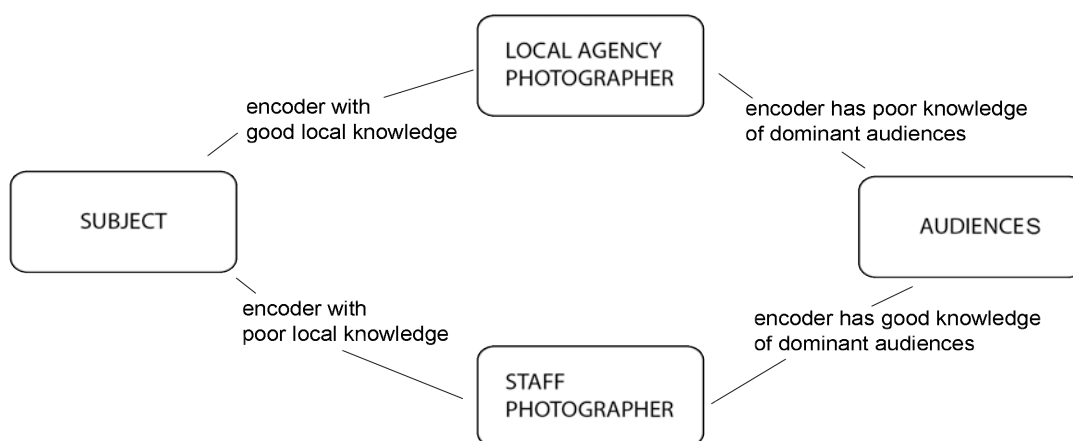 LOCAL AGENCY
PHOTOGRAPHER
encoder with
good local knowledge
encoder has poor knowledge
of dominant audiences
SUBJECT
AUDIENCES
encoder with
poor local knowledge
encoder has good knowledge
of dominant audiences
STAFF
PHOTOGRAPHER